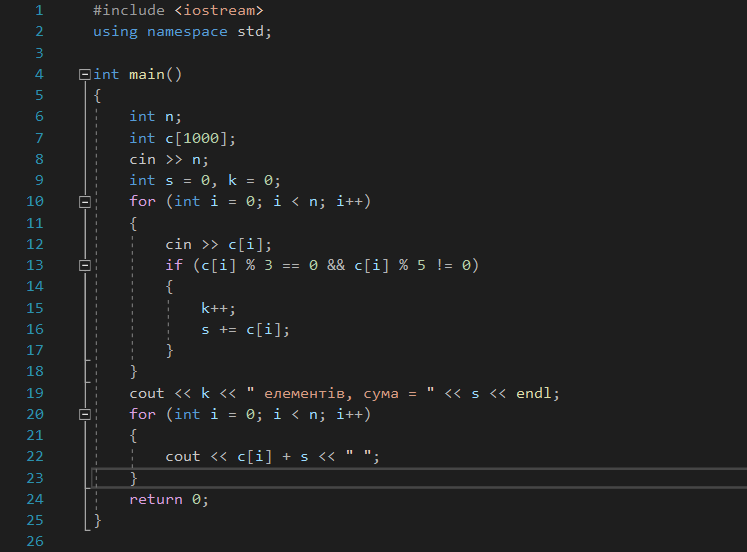 1 #include <iostream>
2 using namespace std;
3
4 int main()
5 {
6 int n;
7 int c[1000];
8 cin >> n;
9 int s = 0, k = 0;
10 for (int i = 0; i < n; i++)
11 {
12 cin >> c[i];
13 if (c[i] % 3 == 0 && c[i] % 5 != 0)
14 {
15 k++;
16 s += c[i];
17 }
18 }
19 cout << k << " елементів, сума = " << s << endl;
20 for (int i = 0; i < n; i++)
21 {
22 cout << c[i] + s << " ";
23 }
24 return 0;
25 }
26